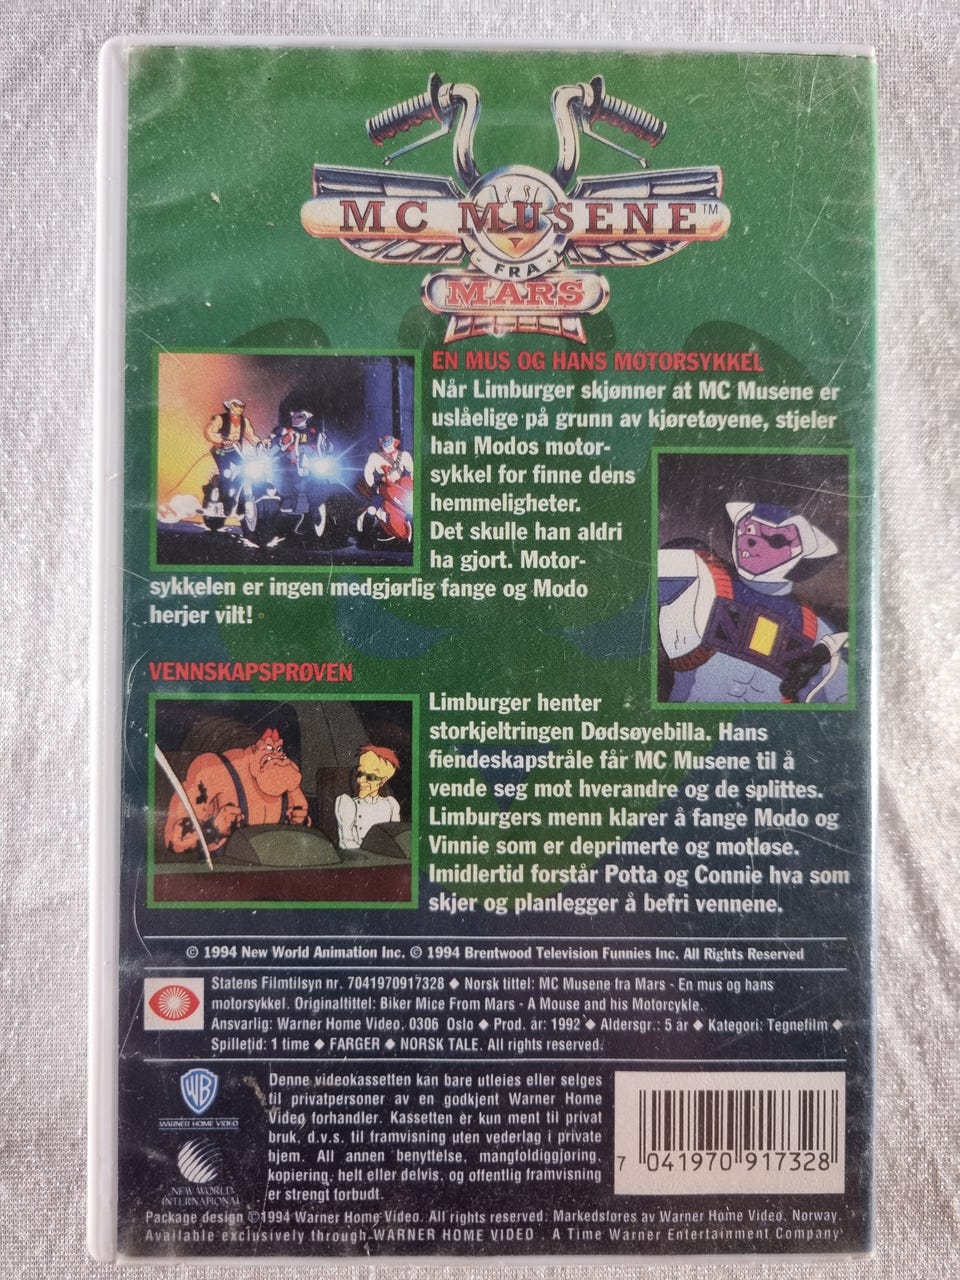 MC MUSENE™
FRA
MARS
EN MUS OG HANS MOTORSYKKEL
Når Limburger skjønner at MC Musene er
uslåelige på grunn av kjøretøyene, stjeler
han Modos motor-
sykkel for finne dens
hemmeligheter.
Det skulle han aldri
ha gjort. Motor-
sykkelen er ingen medgjørlig fange og Modo
herjer vilt!
VENNSKAPSPRØVEN
Limburger henter
storkjeltringen Dødsøyebilla. Hans
fiendeskapstråle får MC Musene til å
vende seg mot hverandre og de splittes.
Limburgers menn klarer å fange Modo og
Vinnie som er deprimerte og motløse.
Imidlertid forstår Potta og Connie hva som
skjer og planlegger å befri vennene.
© 1994 New World Animation Inc. © 1994 Brentwood Television Funnies Inc. All Rights Reserved
Statens Filmtilsyn nr. 7041970917328 ◆ Norsk tittel: MC Musene fra Mars - En mus og hans
motorsykkel. Originaltittel: Biker Mice From Mars - A Mouse and his Motorcykle.
Ansvarlig: Warner Home Video, 0306 Oslo ◆ Prod. år: 1992 ◆ Aldersgr.: 5 år ◆ Kategori: Tegnefilm ◆
Spilletid: 1 time ◆ FARGER ◆ NORSK TALE. All rights reserved.
WB
WARNER HOME VIDEO
NEW WORLD
INTERNATIONAL
Denne videokassetten kan bare utleies eller selges
til privatpersoner av en godkjent Warner Home
Video forhandler. Kassetten er kun ment til privat
bruk, d.v.s. til framvisning uten vederlag i private
hjem. All annen benyttelse, mangfoldiggjøring,
kopiering, helt eller delvis, og offentlig framvisning
er strengt forbudt.
7 041970 917328
Package design ©1994 Warner Home Video. All rights reserved. Markedsføres av Warner Home Video, Norway.
Available exclusively through WARNER HOME VIDEO . A Time Warner Entertainment Company